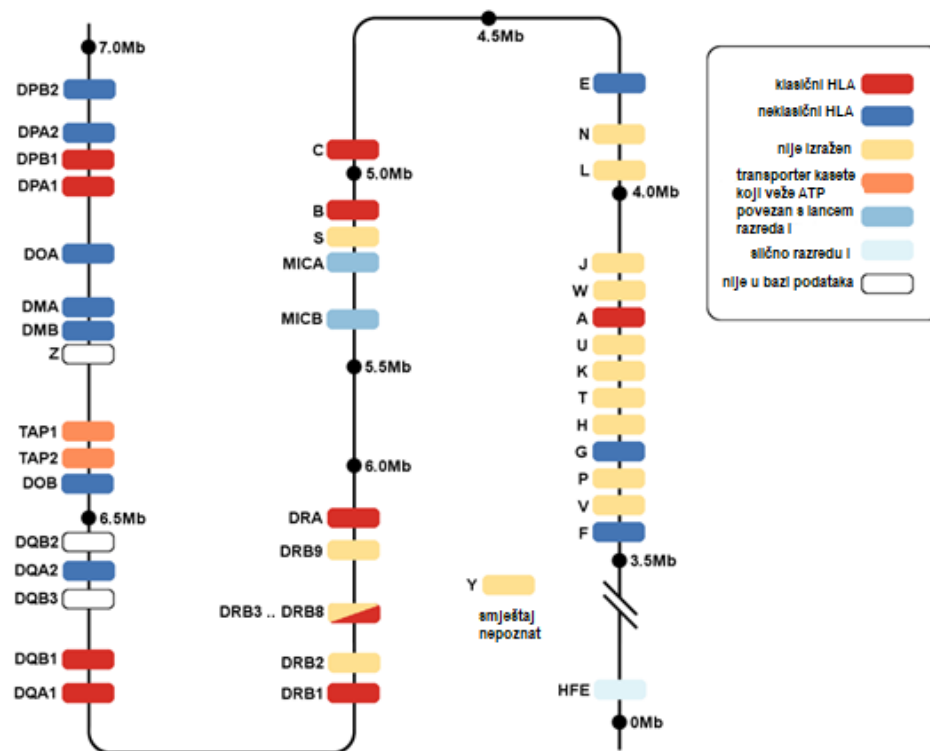 7.0Mb
DPB2
DPA2
DPB1
DPA1
DOA
DMA
DMB
Z
TAP1
TAP2
DOB
6.5Mb
DQB2
DQA2
DQB3
DQB1
DQA1
4.5Mb
C
5.0Mb
B
S
MICA
MICB
5.5Mb
6.0Mb
DRA
DRB9
DRB3 .. DRB8
DRB2
DRB1
E
N
L
4.0Mb
J
W
A
U
K
T
H
G
P
V
F
3.5Mb
Y
smještaj
nepoznat
HFE
0Mb
klasični HLA
neklasični HLA
nije izražen
transporter kasete
koji veže ATP
povezan s lancem
razreda I
slično razredu I
nije u bazi podataka